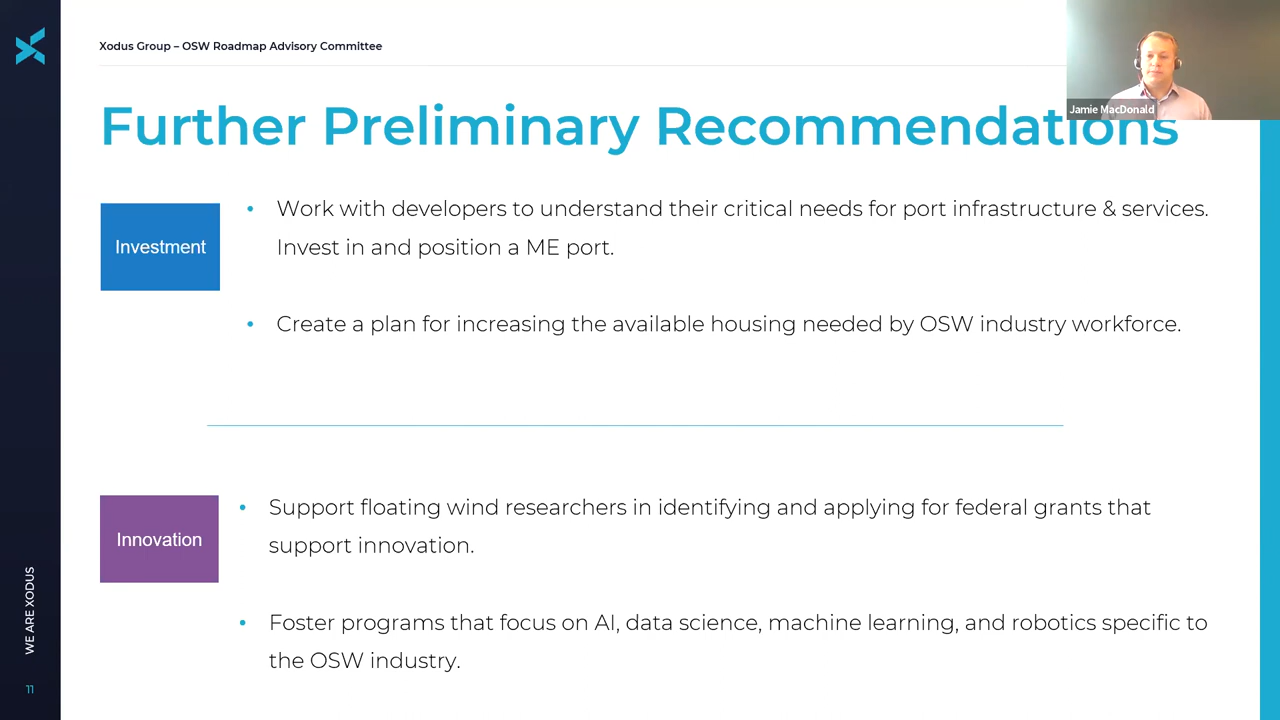 Xodus Group – OSW Roadmap Advisory Committee
Jamie MacDonald
Further Preliminary Recommendations
Investment
• Work with developers to understand their critical needs for port infrastructure & services.
Invest in and position a ME port.
• Create a plan for increasing the available housing needed by OSW industry workforce.
Innovation
• Support floating wind researchers in identifying and applying for federal grants that
support innovation.
• Foster programs that focus on AI, data science, machine learning, and robotics specific to
the OSW industry.
WE ARE XODUS
11